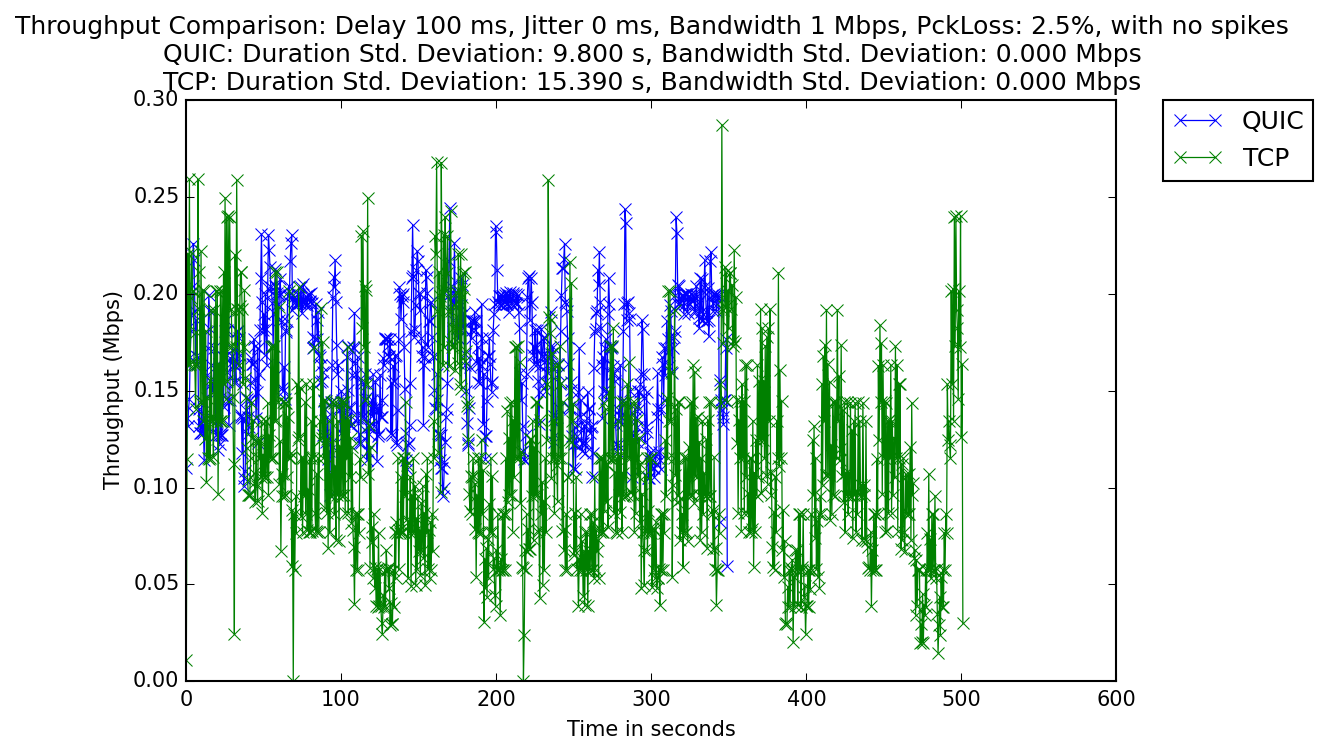 Throughput Comparison: Delay 100 ms, Jitter 0 ms, Bandwidth 1 Mbps, PckLoss: 2.5%, with no spikes
QUIC: Duration Std. Deviation: 9.800 s, Bandwidth Std. Deviation: 0.000 Mbps
TCP: Duration Std. Deviation: 15.390 s, Bandwidth Std. Deviation: 0.000 Mbps
QUIC
TCP
Throughput (Mbps)
0.30
0.25
0.20
0.15
0.10
0.05
0.00
0 100 200 300 400 500 600
Time in seconds